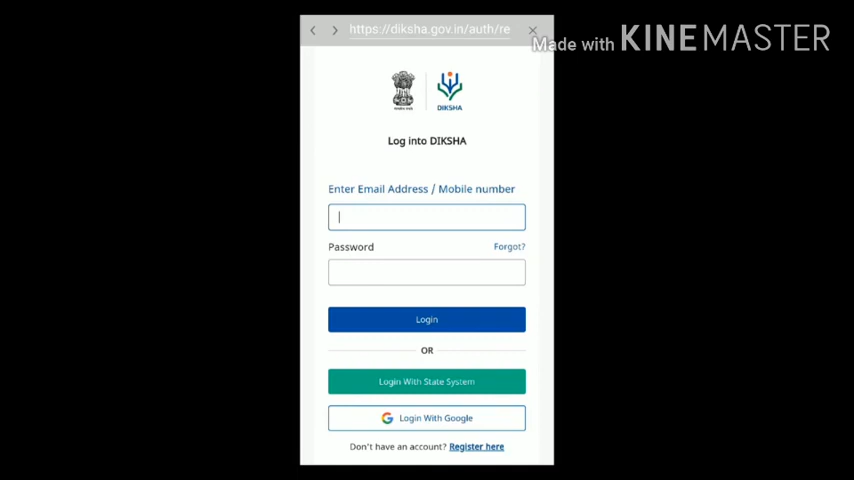 https://diksha.gov.in/auth/re
Made with KINEMASTER
DIKSHA
Log into DIKSHA
Enter Email Address / Mobile number
Password
Forgot?
Login
OR
Login With State System
Login With Google
Don't have an account? Register here